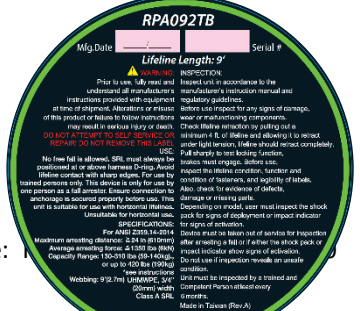 RPA092TB
Mfg.Date / Serial #
Lifeline Length: 9'
WARNING:
Prior to use, fully read and
understand all manufacturer's
instructions provided with equipment
at time of shipment. Alterations or misuse
of this product or failure to follow instructions
may result in serious injury or death.
DO NOT ATTEMPT TO SELF SERVICE OR
REPAIR DO NOT REMOVE THIS LABEL
USE:
No free fall is allowed. SRL must always be
positioned at or above harness D-ring. Avoid
lifeline contact with sharp edges. For use by
trained persons only. This device is only for use by
one person as a fall arrester. Ensure connection to
anchorage is secured properly before use. This
unit is suitable for use with horizontal lifelines.
Unsuitable for horizontal use.
SPECIFICATIONS:
For ANSI Z359.14-2014
Maximum arresting distance: ≤ 24 in (610mm)
Average arresting force: ≤1350 lbs (6kN)
Capacity Range: 130-310 lbs (59-140kg),
or up to 420 lbs (190kg)
*see instructions
Webbing: 9'(2.7m) UHMWPE, 3/4"
(20mm) width
Class A SRL
INSPECTION:
Inspect unit in accordance to the
manufacturer's instruction manual and
regulatory guidelines.
Before use inspect for any signs of damage,
wear or malfunctioning components.
Check lifeline retraction by pulling out a
minimum 4 ft. of lifeline and allowing it to retract
under light tension, lifeline should retract completely.
Pull sharply to test locking function,
brakes must engage. Before use,
inspect the lifeline condition, function and
condition of fasteners, and legibility of labels.
Also, check for evidence of defects,
damage or missing parts.
Depending on model, user must inspect the shock
pack for signs of deployment or impact indicator
for signs of activation.
Device must be taken out of service for inspection
after arresting a fall or if either the shock pack or
impact indicator show signs of activation.
Do not use if inspection reveals an unsafe
condition.
Unit must be inspected by a trained and
Competent Person at least every
6 months.
Made in Taiwan (Rev.A)